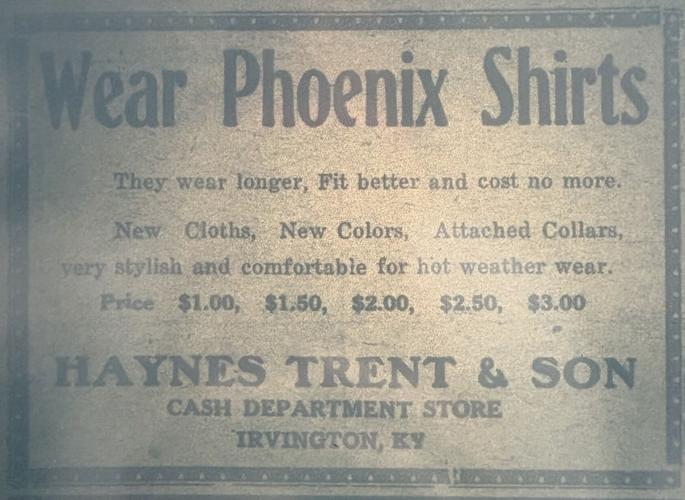 Wear Phoenix Shirts
They wear longer, Fit better and cost no more.
New Cloths, New Colors, Attached Collars,
very stylish and comfortable for hot weather wear.
Price $1.00, $1.50, $2.00, $2.50, $3.00
HAYNES TRENT & SON
CASH DEPARTMENT STORE
IRVINGTON, KY